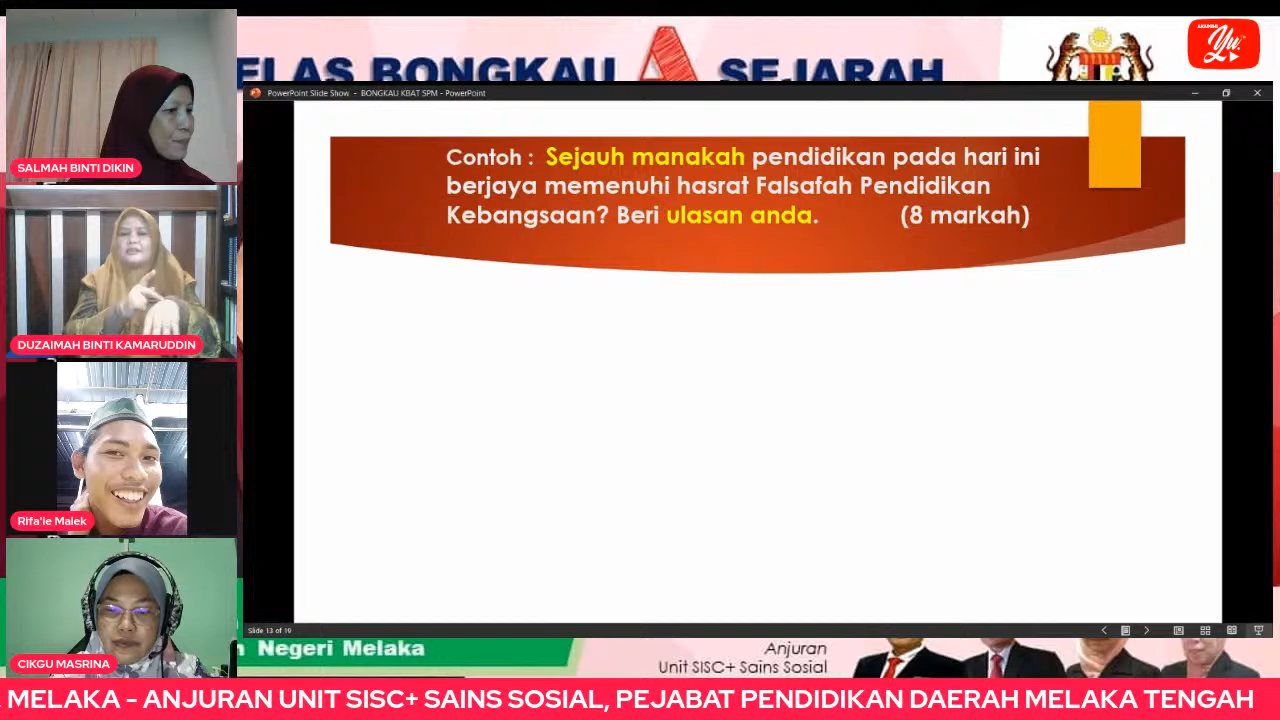 ELAS BONGKAU A SEJARAH
PowerPoint Slide Show - BONGKAU KBAT SPM - PowerPoint
Contoh : Sejauh manakah pendidikan pada hari ini
berjaya memenuhi hasrat Falsafah Pendidikan
Kebangsaan? Beri ulasan anda. (8 markah)
SALMAH BINTI DIKIN
DUZAIMAH BINTI KAMARUDDIN
Rifa'ie Malek
CIKGU MASRINA
Slide 13 of 19
Negeri Melaka
Anjuran
Unit SISC+ Sains Sosial
MELAKA - ANJURAN UNIT SISC+ SAINS SOSIAL, PEJABAT PENDIDIKAN DAERAH MELAKA TENGAH